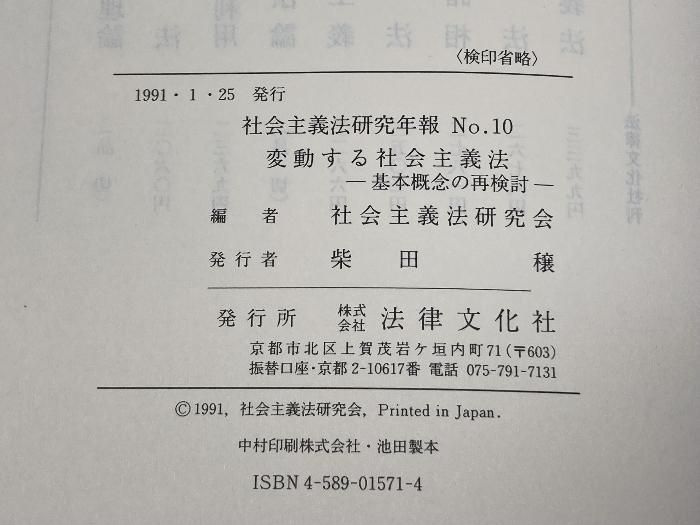 〈検印省略〉
1991・1・25 発行
社会主義法研究年報 No.10
変動する社会主義法
―基本概念の再検討―
編者 社会主義法研究会
発行者 柴田 穣
発行所 株式会社 法律文化社
京都市北区上賀茂岩ケ垣内町71(〒603)
振替口座・京都2-10617番 電話 075-791-7131
©1991, 社会主義法研究会, Printed in Japan.
中村印刷株式会社・池田製本
ISBN 4-589-01571-4